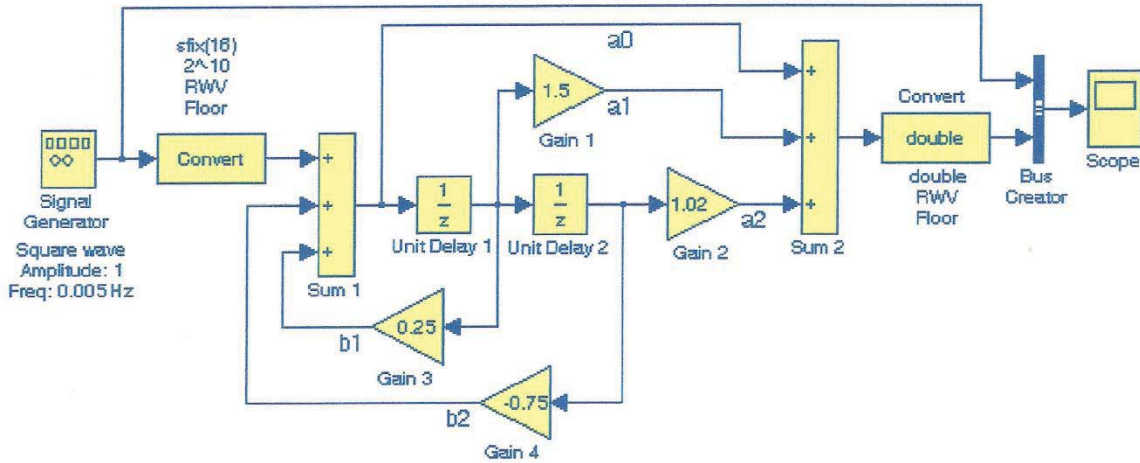 a0
sfix(16)
2^-10
RWV
Floor
1.5
a1
Gain 1
Convert
Convert
double
double
RWV
Floor
Scope
Bus
Creator
Signal
Generator
Square wave
Amplitude: 1
Freq: 0.005 Hz
+
+
+
Sum 1
1
z
Unit Delay 1
1
z
Unit Delay 2
1.02
a2
Gain 2
+
+
+
Sum 2
0.25
b1
Gain 3
-0.75
b2
Gain 4